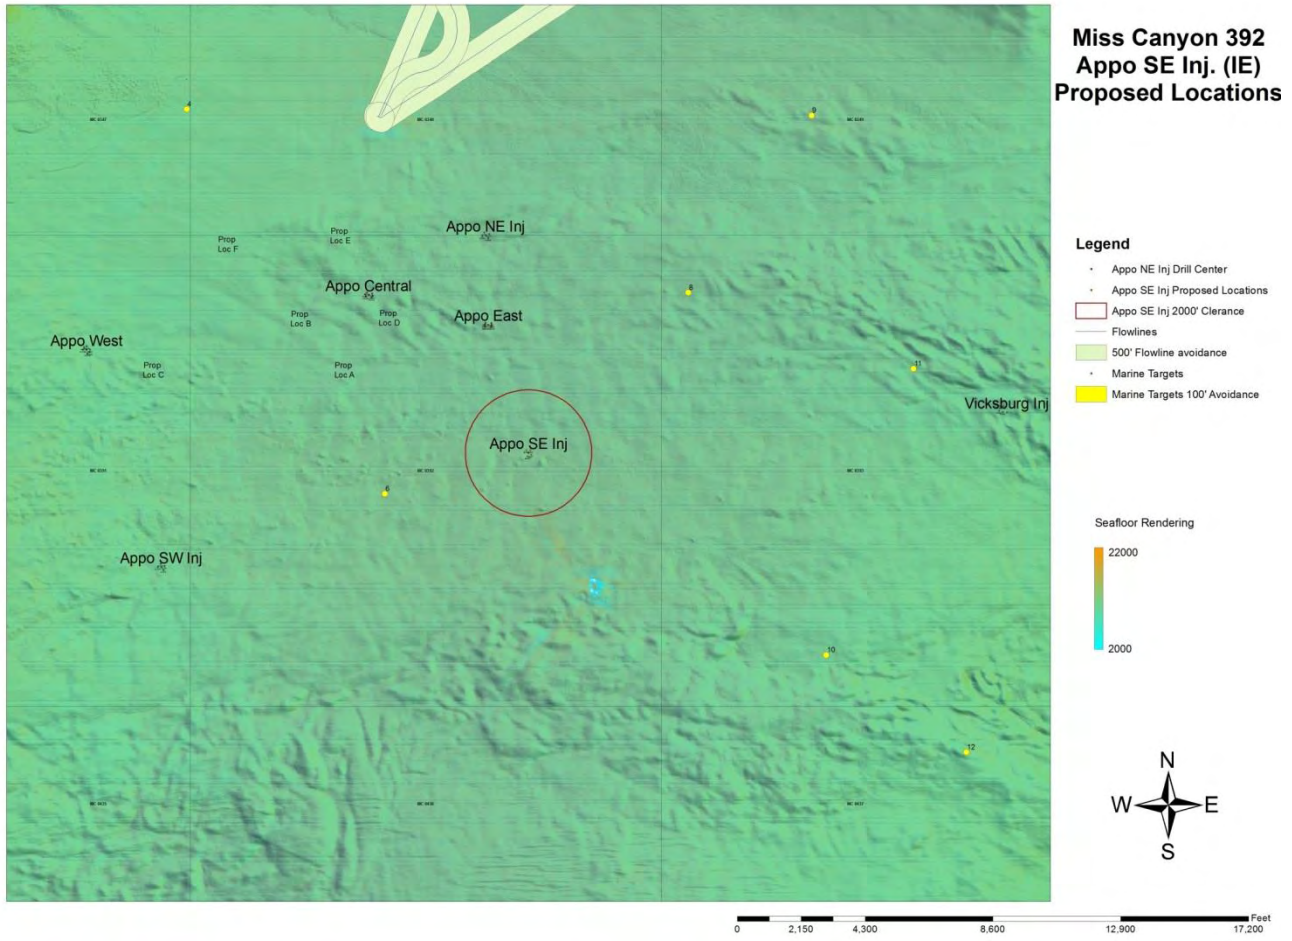 Miss Canyon 392
Appo SE Inj. (IE)
Proposed Locations
4
9
Appo NE Inj
Prop
Loc F
Prop
Loc E
Appo Central
8
Prop
Loc B
Prop
Loc D
Appo East
Appo West
Prop
Loc C
Prop
Loc A
11
Vicksburg Inj
Appo SE Inj
6
Appo SW Inj
10
12
Legend
Appo NE Inj Drill Center
Appo SE Inj Proposed Locations
Appo SE Inj 2000' Clerance
Flowlines
500' Flowline avoidance
Marine Targets
Marine Targets 100' Avoidance
Seafloor Rendering
22000
2000
N
W E
S
Feet
0 2,150 4,300 8,600 12,900 17,200